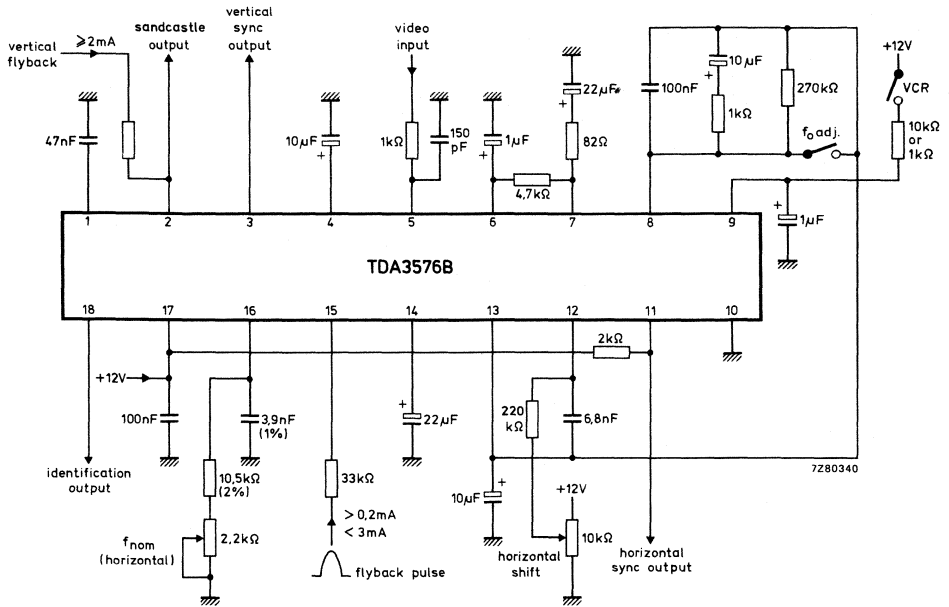 vertical
flyback
≥2mA
sandcastle
output
vertical
sync
output
video
input
+12V
VCR
10kΩ
or
1kΩ
47nF
10µF
+
1kΩ
150
pF
1µF
+
22µF*
+
82Ω
4,7kΩ
100nF
10µF
+
1kΩ
270kΩ
fo adj.
+
1µF
1 2 3 4 5 6 7 8 9
TDA3576B
18 17 16 15 14 13 12 11 10
2kΩ
+12V
100nF
3,9nF
(1%)
+
22µF
220
kΩ
6,8nF
7Z80340
identification
output
10,5kΩ
(2%)
33kΩ
10µF
+
+12V
> 0,2mA
< 3mA
fnom
(horizontal)
2,2kΩ
flyback pulse
horizontal
shift
10kΩ
horizontal
sync output